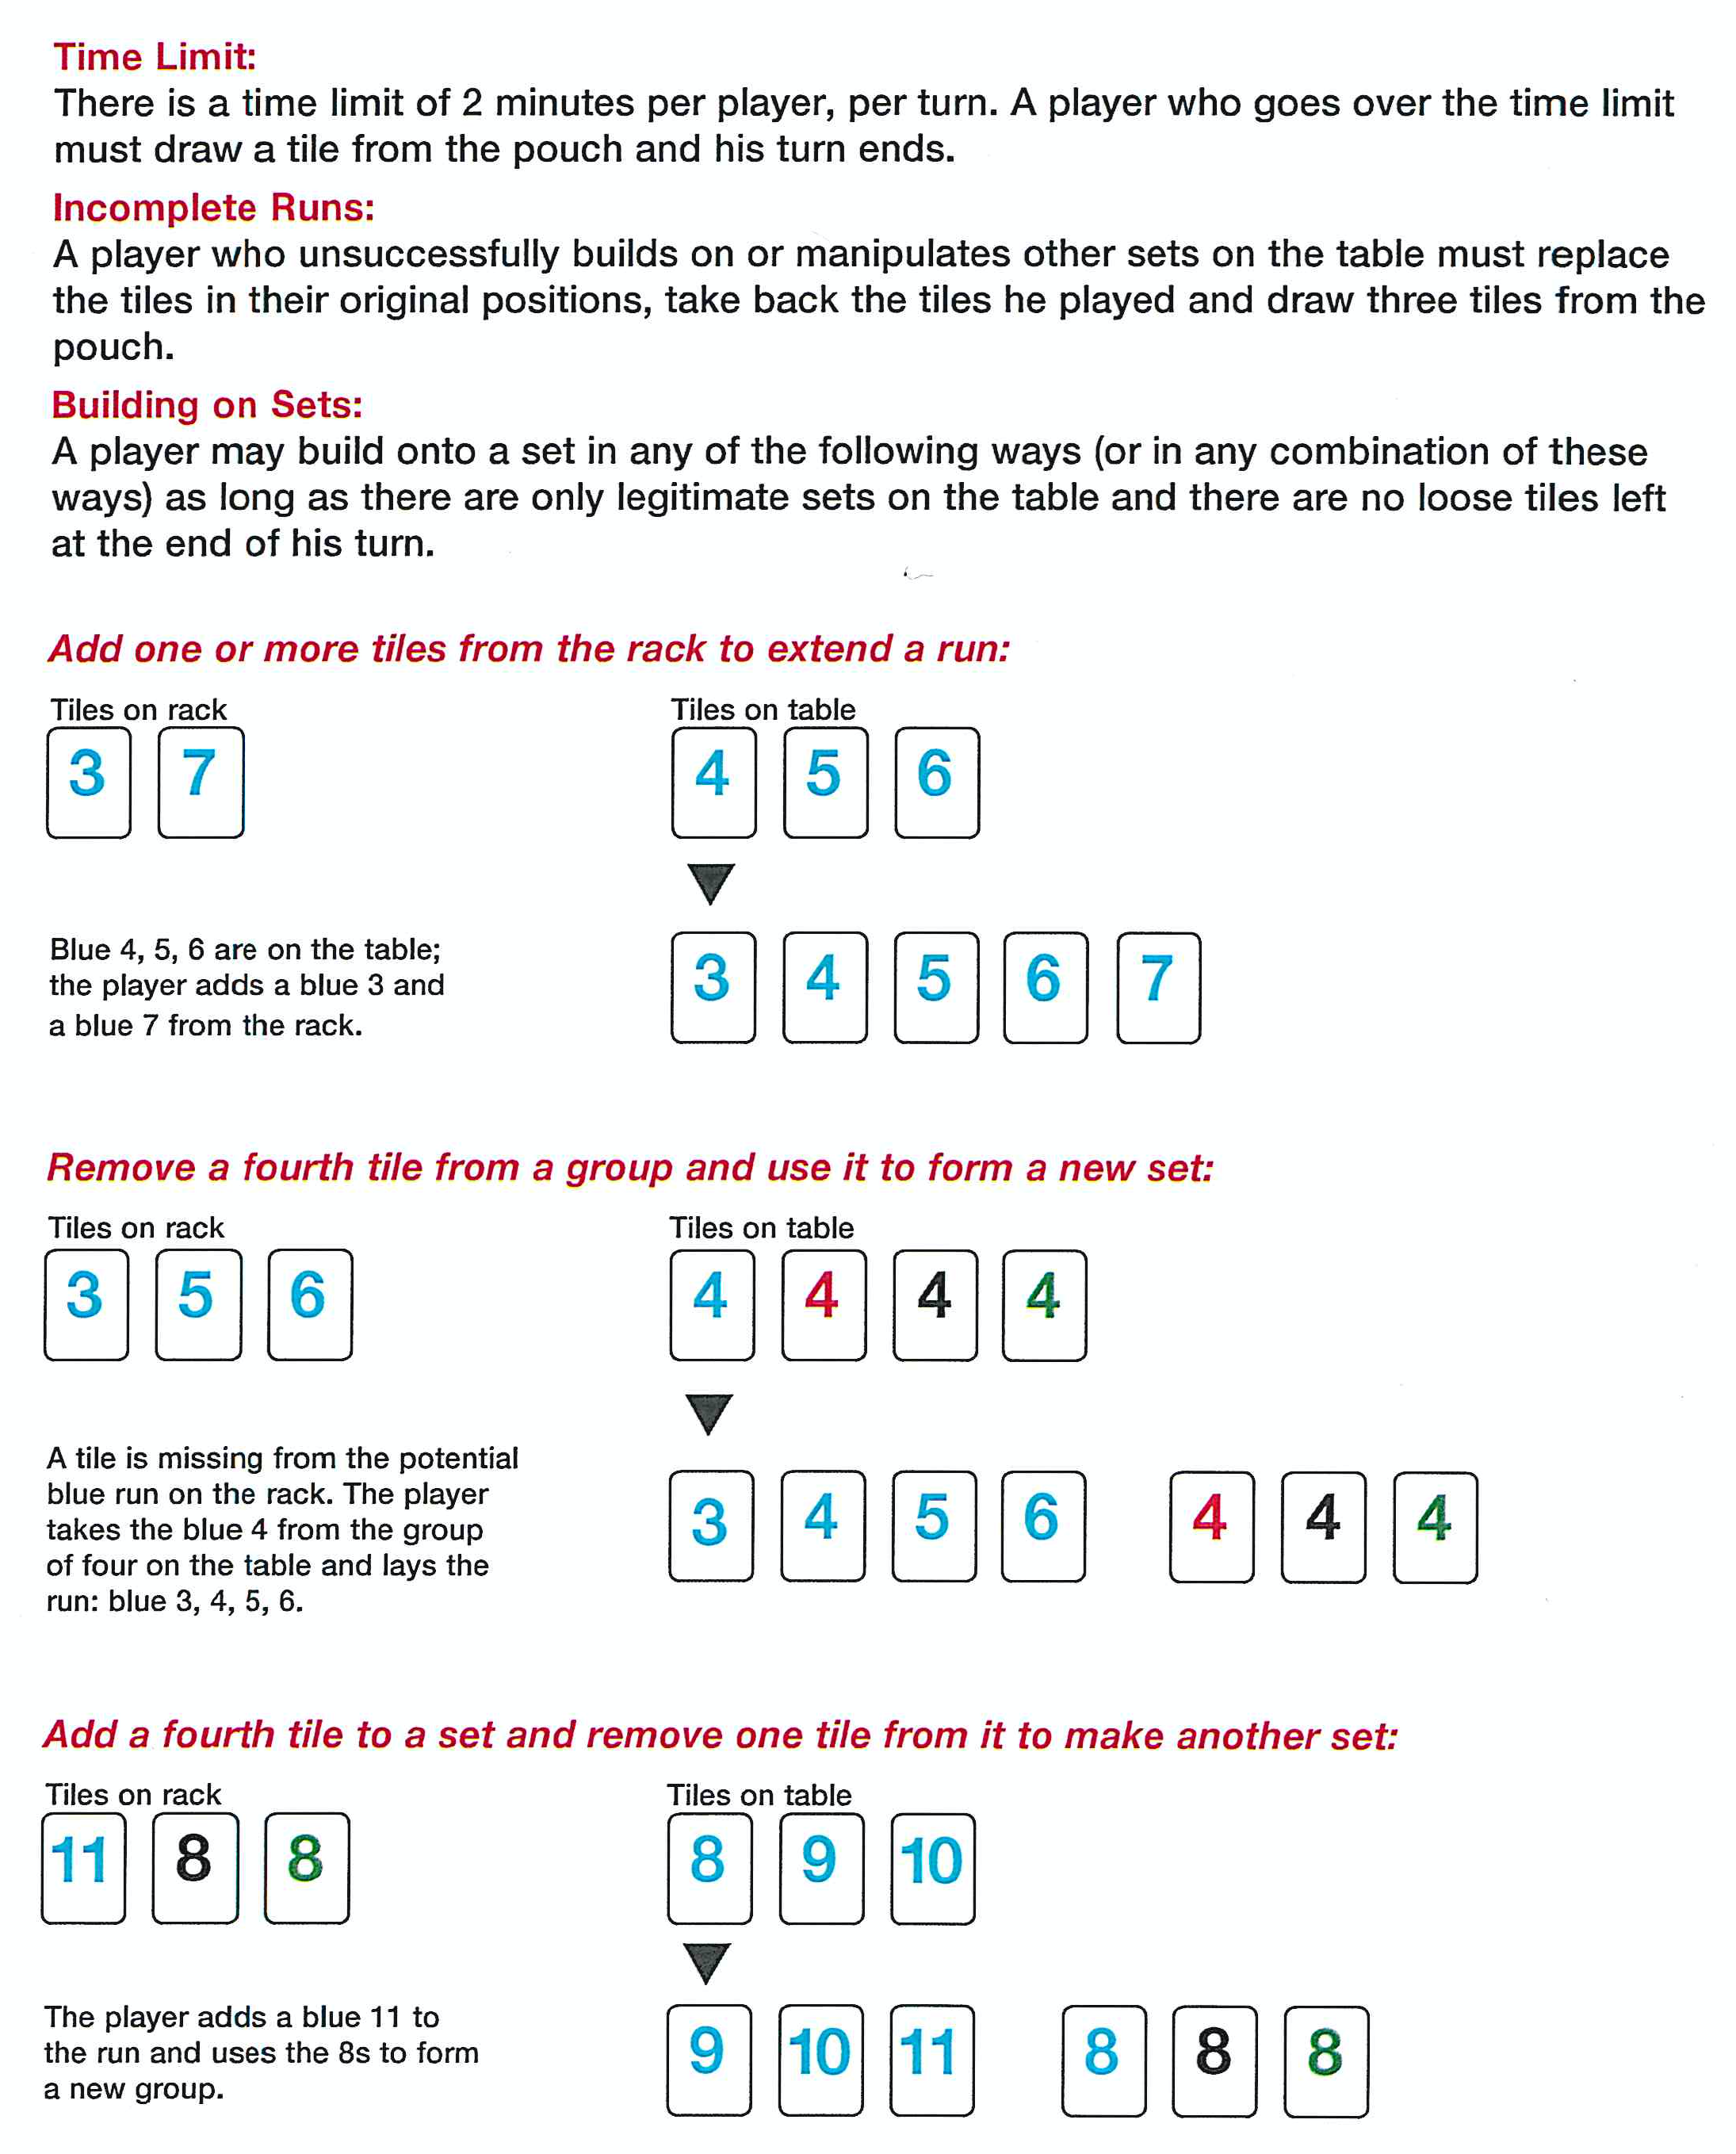 Time Limit:
There is a time limit of 2 minutes per player, per turn. A player who goes over the time limit
must draw a tile from the pouch and his turn ends.
Incomplete Runs:
A player who unsuccessfully builds on or manipulates other sets on the table must replace
the tiles in their original positions, take back the tiles he played and draw three tiles from the
pouch.
Building on Sets:
A player may build onto a set in any of the following ways (or in any combination of these
ways) as long as there are only legitimate sets on the table and there are no loose tiles left
at the end of his turn.
Add one or more tiles from the rack to extend a run:
Tiles on rack
3 7
Tiles on table
4 5 6
Blue 4, 5, 6 are on the table;
the player adds a blue 3 and
a blue 7 from the rack.
3 4 5 6 7
Remove a fourth tile from a group and use it to form a new set:
Tiles on rack
3 5 6
Tiles on table
4 4 4 4
A tile is missing from the potential
blue run on the rack. The player
takes the blue 4 from the group
of four on the table and lays the
run: blue 3, 4, 5, 6.
3 4 5 6 4 4 4
Add a fourth tile to a set and remove one tile from it to make another set:
Tiles on rack
11 8 8
Tiles on table
8 9 10
The player adds a blue 11 to
the run and uses the 8s to form
a new group.
9 10 11 8 8 8